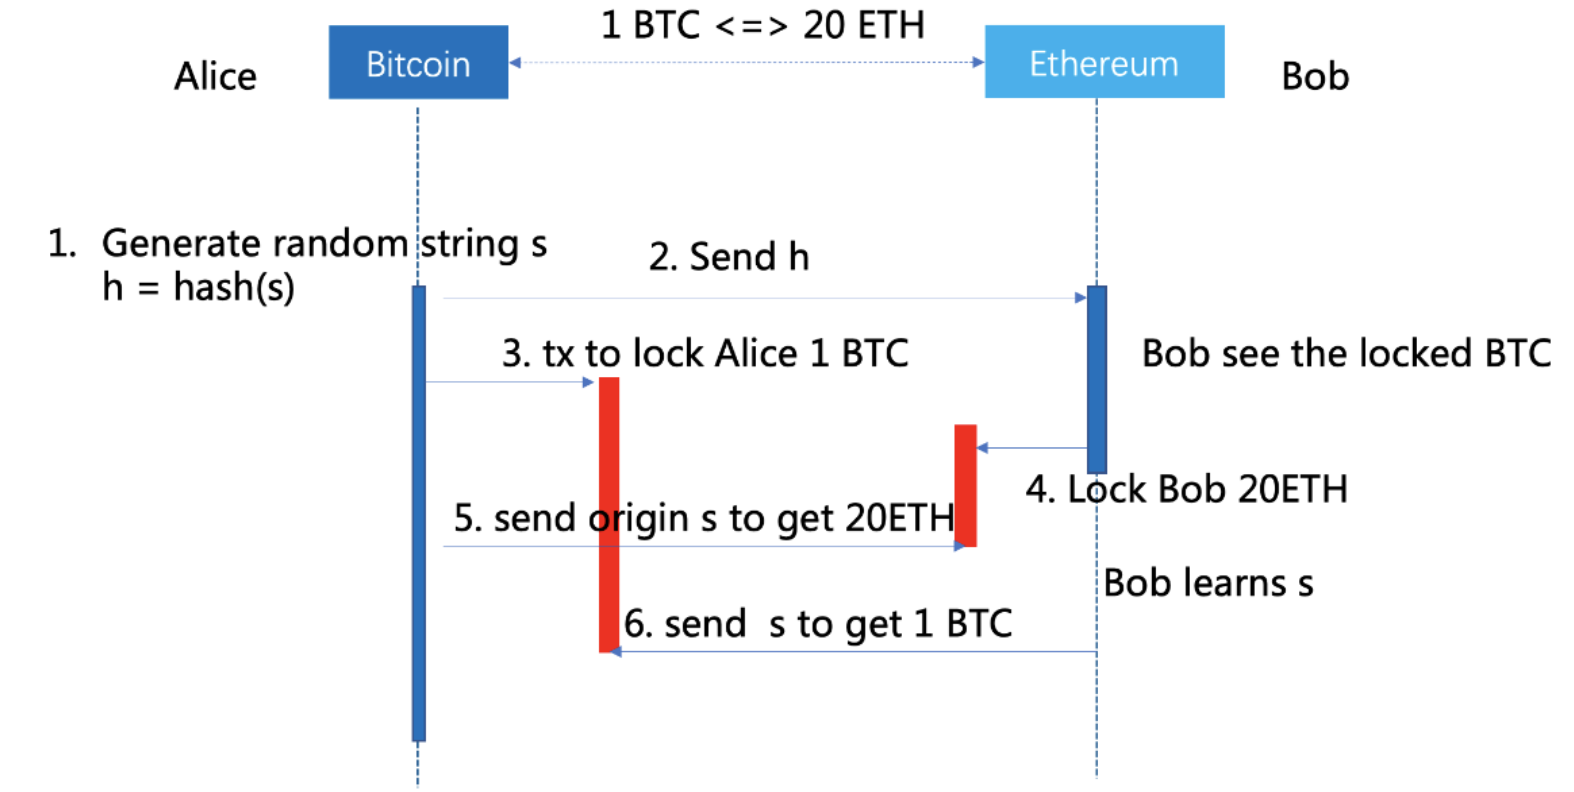 1 BTC <=> 20 ETH
Alice
Bitcoin
Ethereum
Bob
1. Generate random string s
h = hash(s)
2. Send h
3. tx to lock Alice 1 BTC
Bob see the locked BTC
4. Lock Bob 20ETH
5. send origin s to get 20ETH
Bob learns s
6. send  s to get 1 BTC